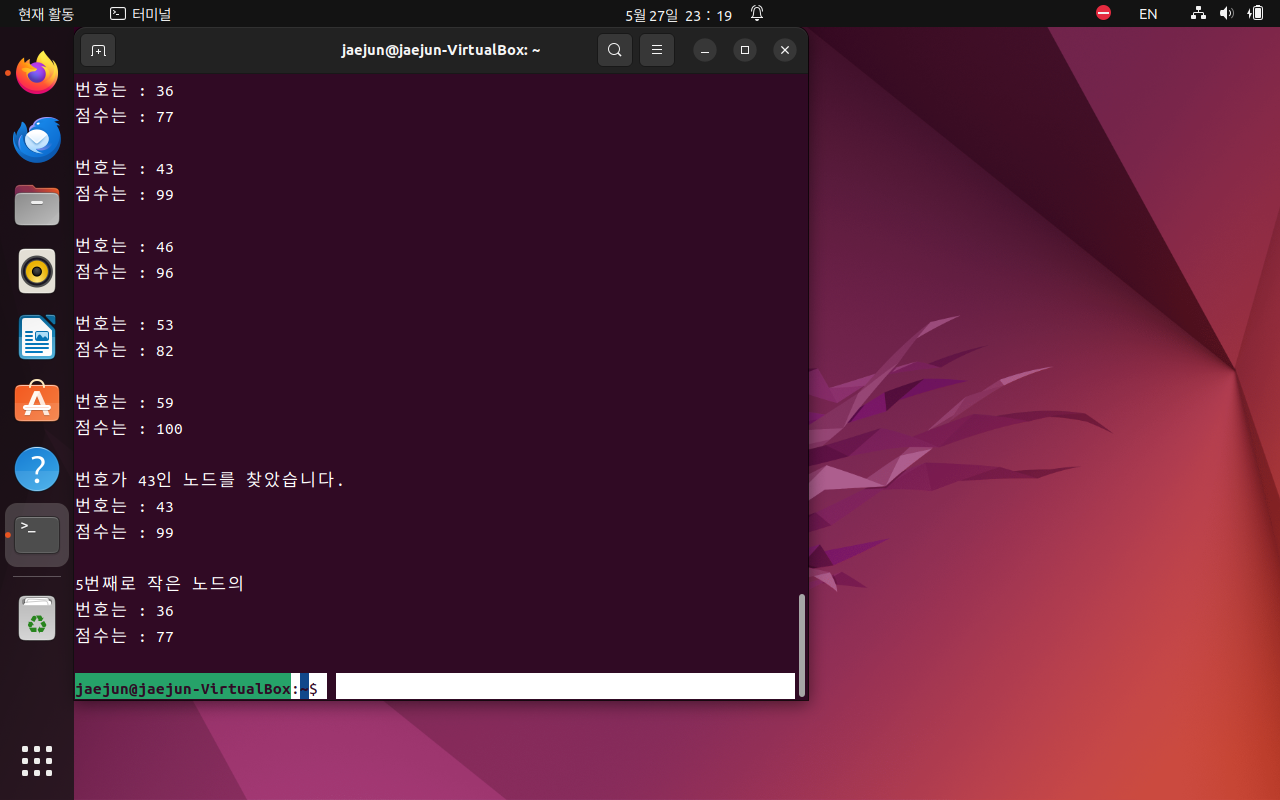 현재 활동
터미널
5월 27일 23 : 19
EN
jaejun@jaejun-VirtualBox: ~
번호는 : 36
점수는 : 77
번호는 : 43
점수는 : 99
번호는 : 46
점수는 : 96
번호는 : 53
점수는 : 82
번호는 : 59
점수는 : 100
번호가 43인 노드를 찾았습니다.
번호는 : 43
점수는 : 99
5번째로 작은 노드의
번호는 : 36
점수는 : 77
jaejun@jaejun-VirtualBox:~$